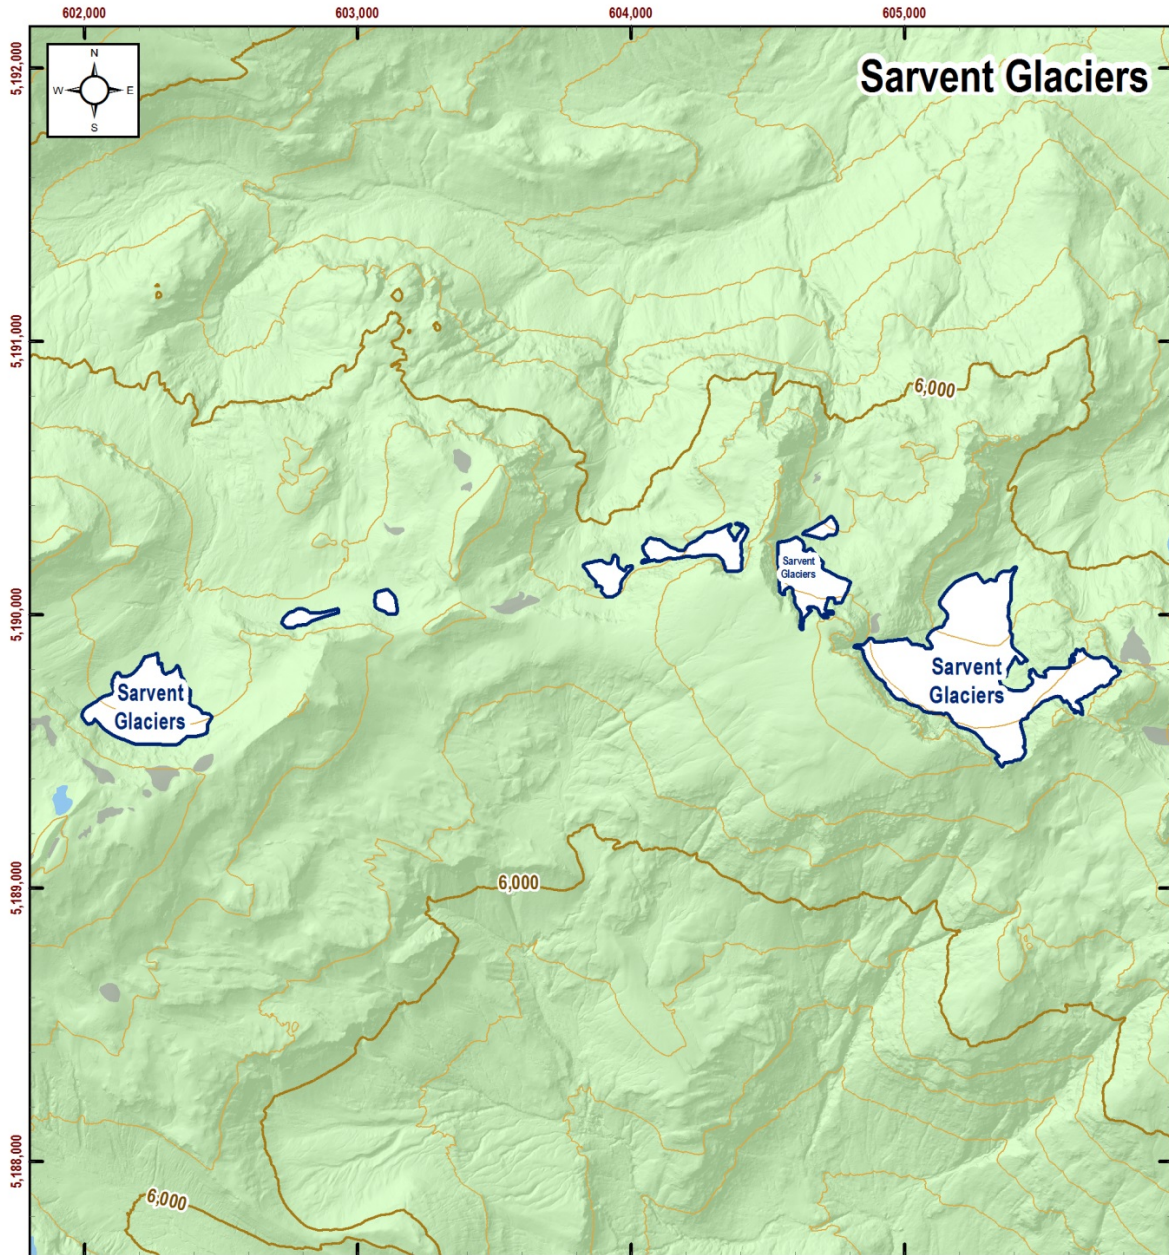 602,000
603,000
604,000
605,000
5,192,000
N
W
E
S
Sarvent Glaciers
5,191,000
6,000
Sarvent
Glaciers
5,190,000
Sarvent
Glaciers
Sarvent
Glaciers
5,189,000
6,000
5,188,000
6,000